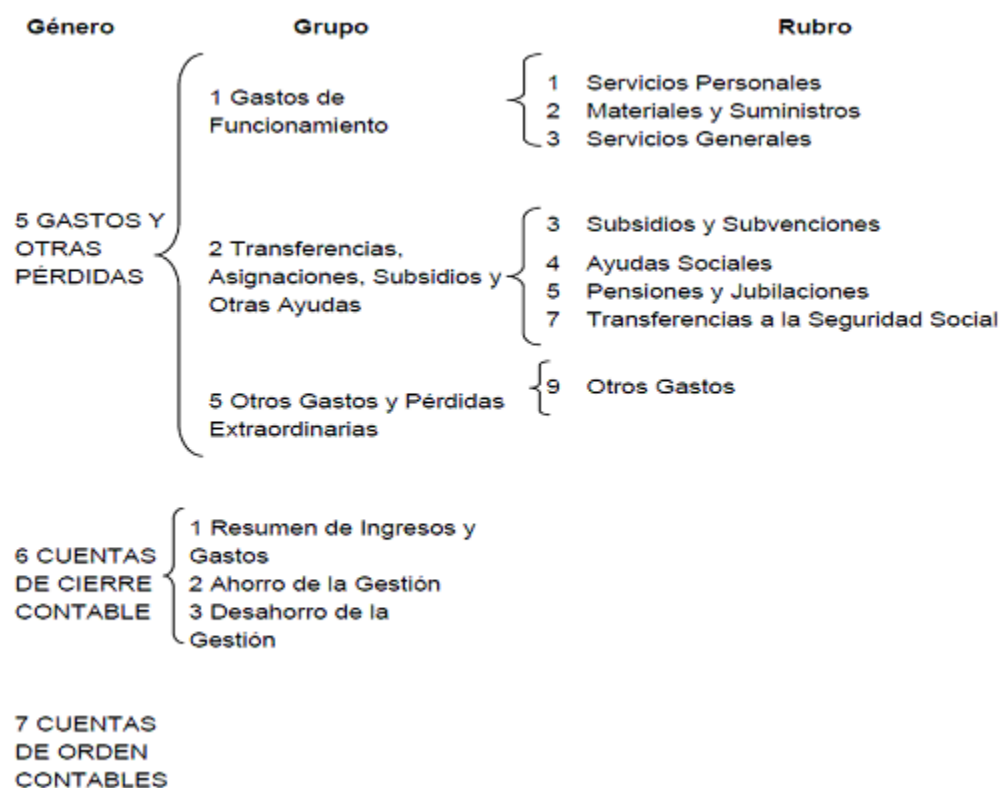 Género Grupo Rubro
1 Gastos de
Funcionamiento
1 Servicios Personales
2 Materiales y Suministros
3 Servicios Generales
5 GASTOS Y
OTRAS
PÉRDIDAS
2 Transferencias,
Asignaciones, Subsidios y
Otras Ayudas
3 Subsidios y Subvenciones
4 Ayudas Sociales
5 Pensiones y Jubilaciones
7 Transferencias a la Seguridad Social
5 Otros Gastos y Pérdidas
Extraordinarias
9 Otros Gastos
6 CUENTAS
DE CIERRE
CONTABLE
1 Resumen de Ingresos y
Gastos
2 Ahorro de la Gestión
3 Desahorro de la
Gestión
7 CUENTAS
DE ORDEN
CONTABLES